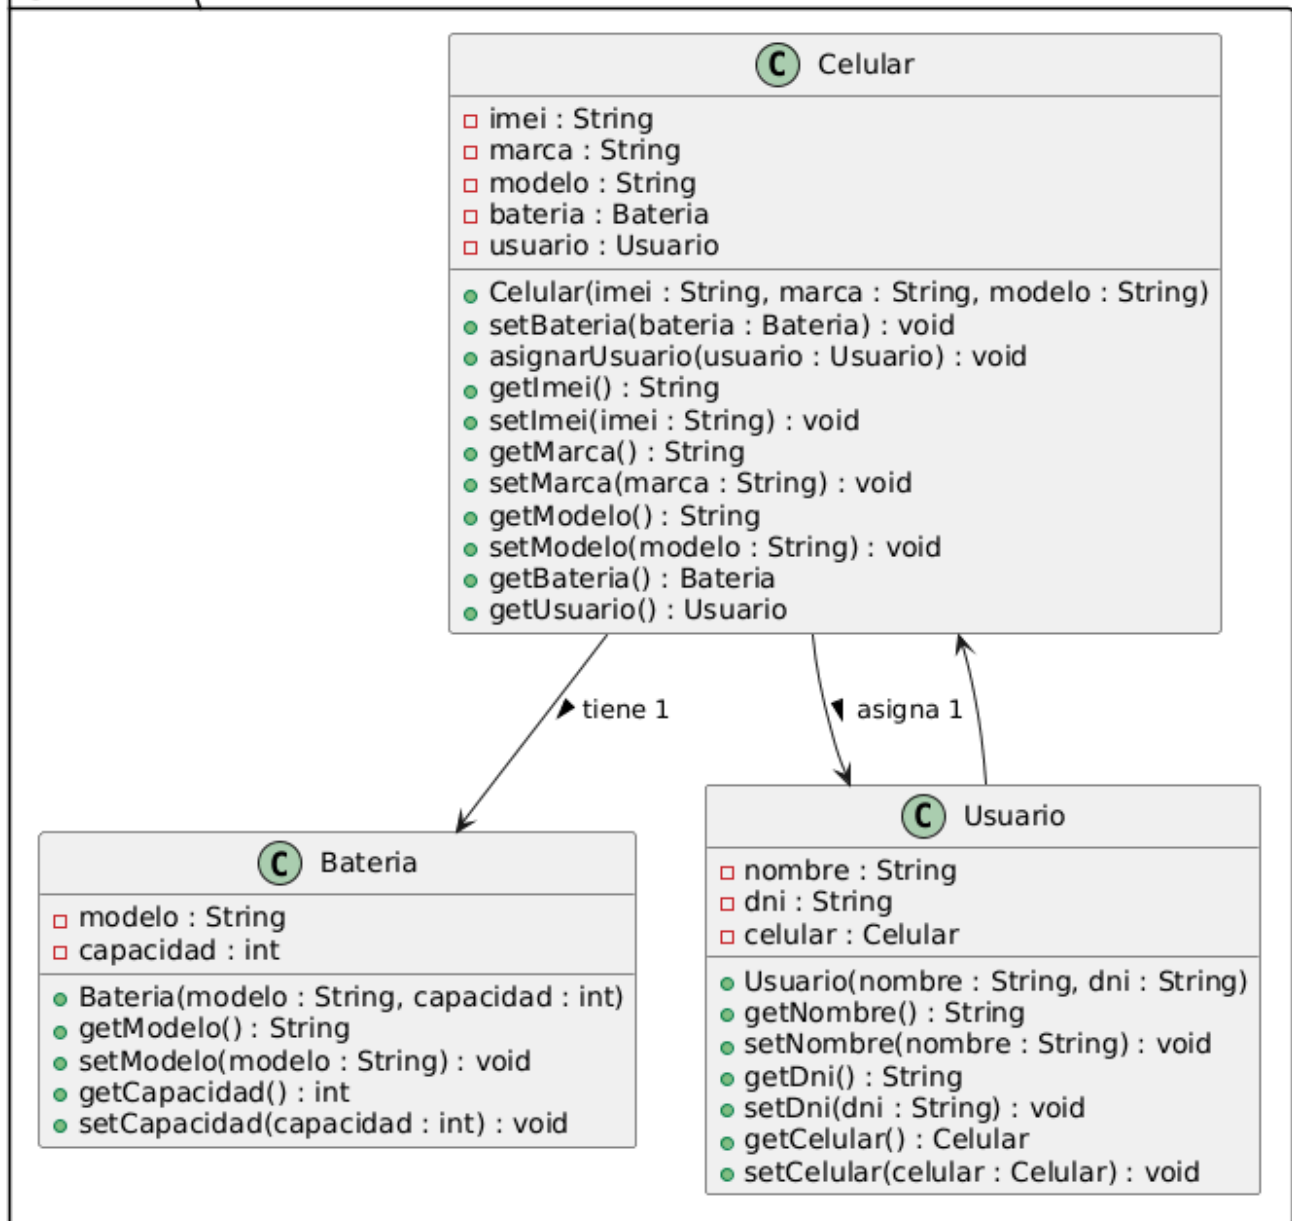 C Celular
imei : String
marca : String
modelo : String
bateria : Bateria
usuario : Usuario
Celular(imei : String, marca : String, modelo : String)
setBateria(bateria : Bateria) : void
asignarUsuario(usuario : Usuario) : void
getImei() : String
setImei(imei : String) : void
getMarca() : String
setMarca(marca : String) : void
getModelo() : String
setModelo(modelo : String) : void
getBateria() : Bateria
getUsuario() : Usuario
tiene 1
asigna 1
C Bateria
modelo : String
capacidad : int
Bateria(modelo : String, capacidad : int)
getModelo() : String
setModelo(modelo : String) : void
getCapacidad() : int
setCapacidad(capacidad : int) : void
C Usuario
nombre : String
dni : String
celular : Celular
Usuario(nombre : String, dni : String)
getNombre() : String
setNombre(nombre : String) : void
getDni() : String
setDni(dni : String) : void
getCelular() : Celular
setCelular(celular : Celular) : void